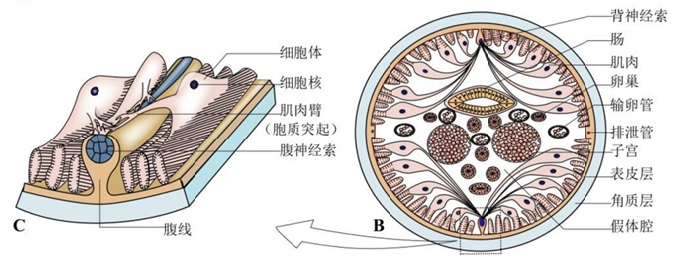 细胞体
细胞核
肌肉臂
(胞质突起)
腹神经索
腹线
C
背神经索
肠
肌肉
卵巢
输卵管
排泄管
子宫
表皮层
角质层
假体腔
B